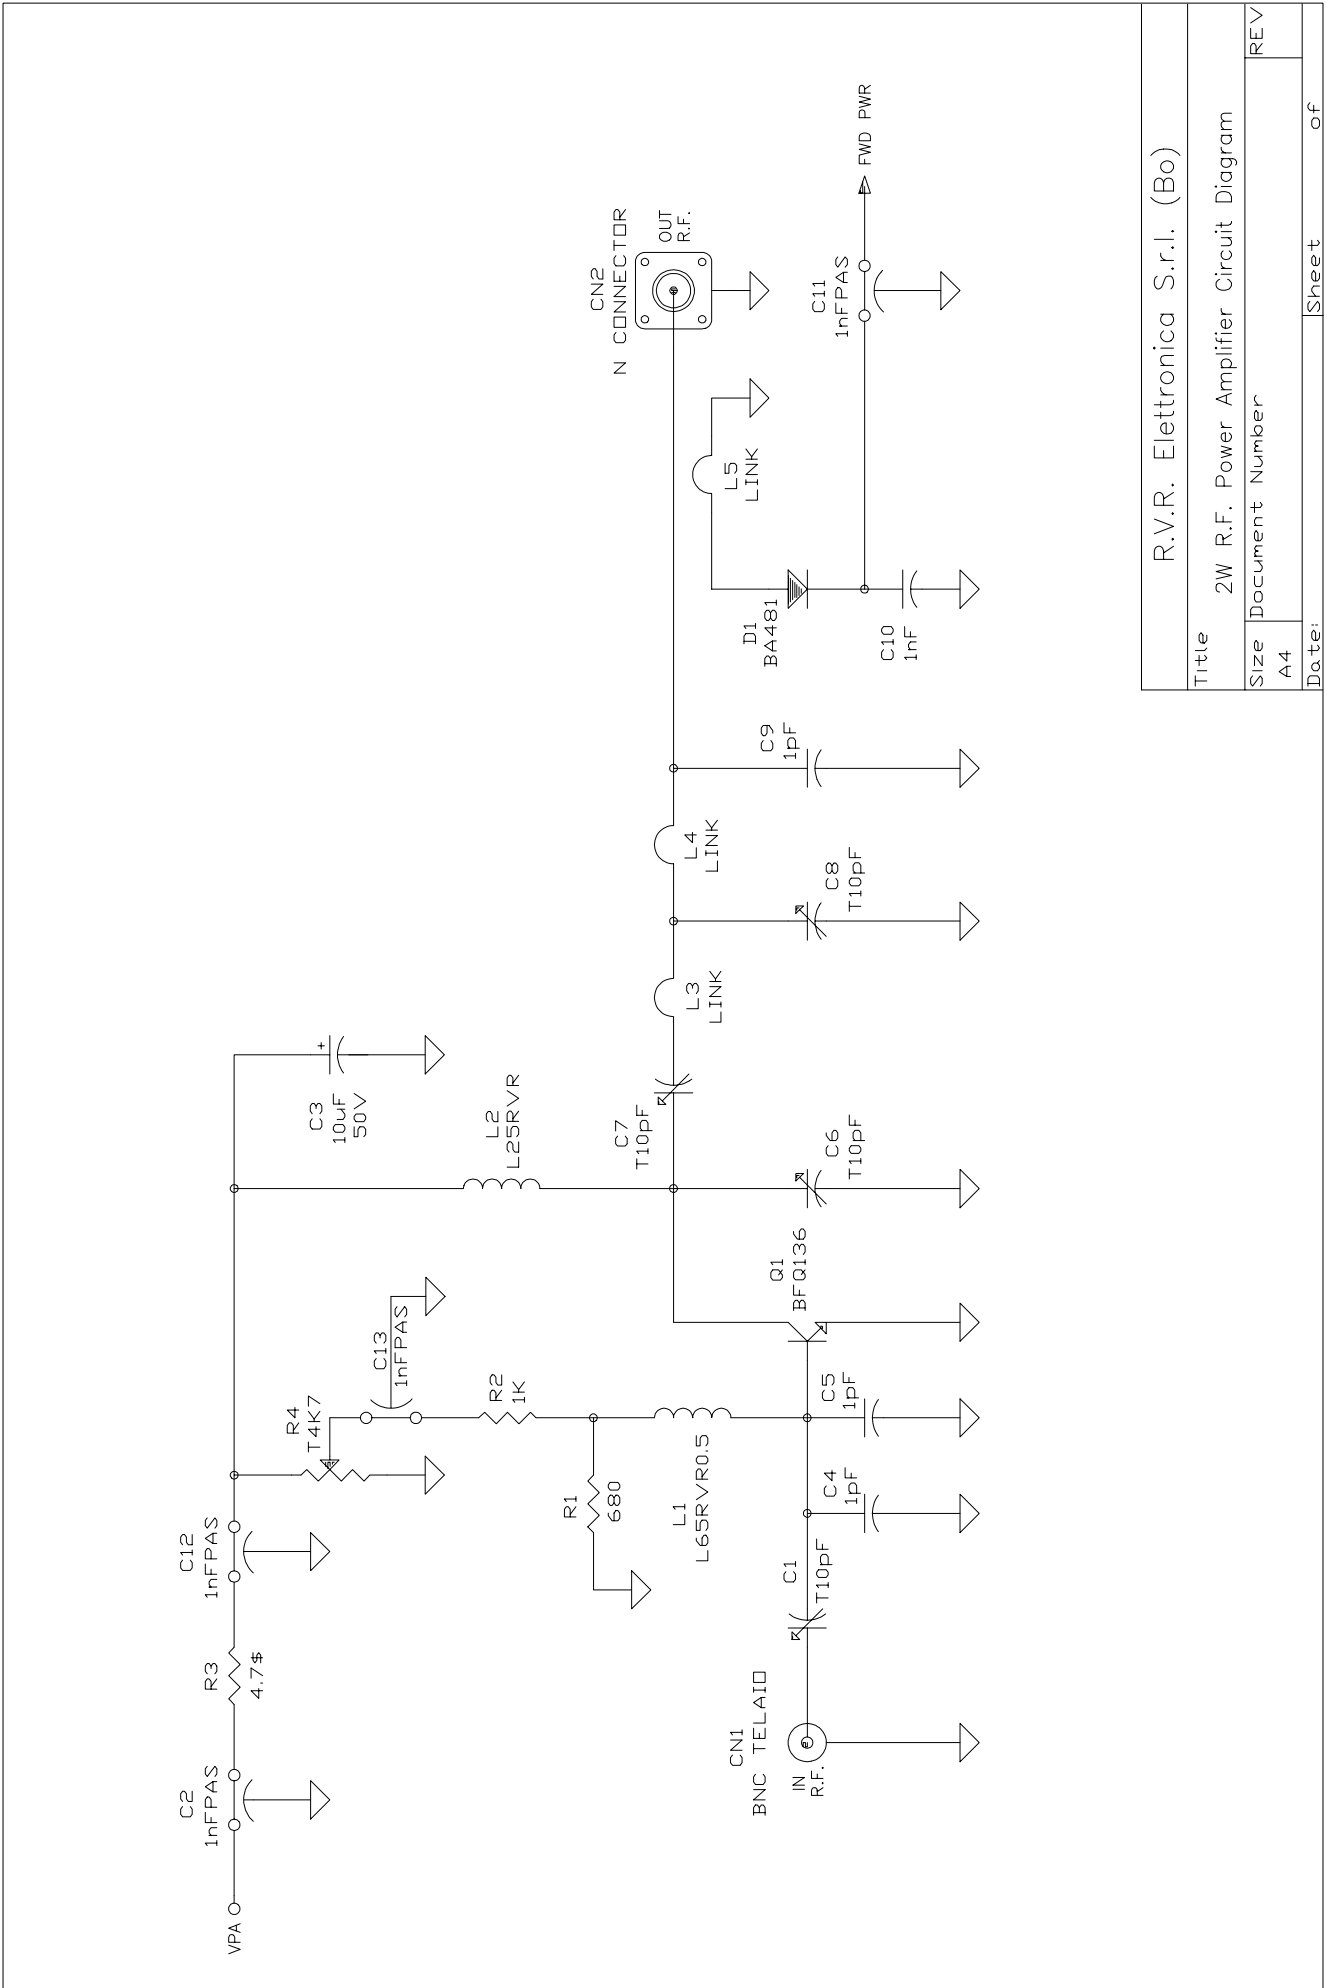 VPA
C2
1nFPAS
R3
4.7$
C12
1nFPAS
R4
T4K7
C13
1nFPAS
R2
1K
R1
680
L1
L65RVR0.5
C3
10uF
50V
+
L2
L25RVR
CN1
BNC TELAIO
IN
R.F.
C1
T10pF
C4
1pF
C5
1pF
Q1
BFQ136
C6
T10pF
C7
T10pF
L3
LINK
C8
T10pF
L4
LINK
C9
1pF
D1
BA481
C10
1nF
L5
LINK
CN2
N CONNECTOR
OUT
R.F.
C11
1nFPAS
FWD PWR
R.V.R. Elettronica S.r.l. (Bo)
Title
2W R.F. Power Amplifier Circuit Diagram
Size
Document Number
REV
A4
Date:
Sheet
of